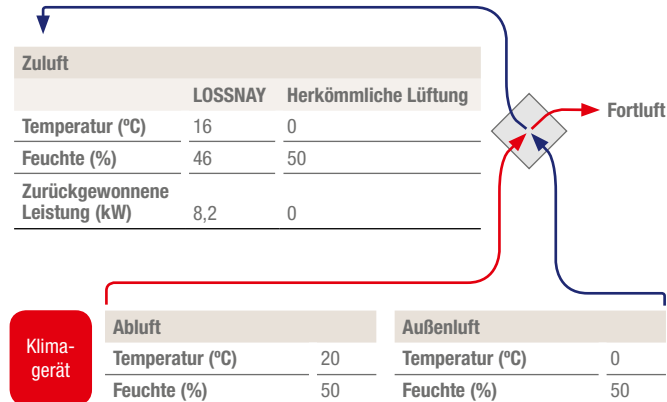 Zuluft
LOSSNAY Herkömmliche Lüftung
Temperatur (ºC) 16 0
Feuchte (%) 46 50
Zurückgewonnene
Leistung (kW) 8,2 0
Fortluft
Klima-
gerät
Abluft
Temperatur (ºC) 20
Feuchte (%) 50
Außenluft
Temperatur (ºC) 0
Feuchte (%) 50